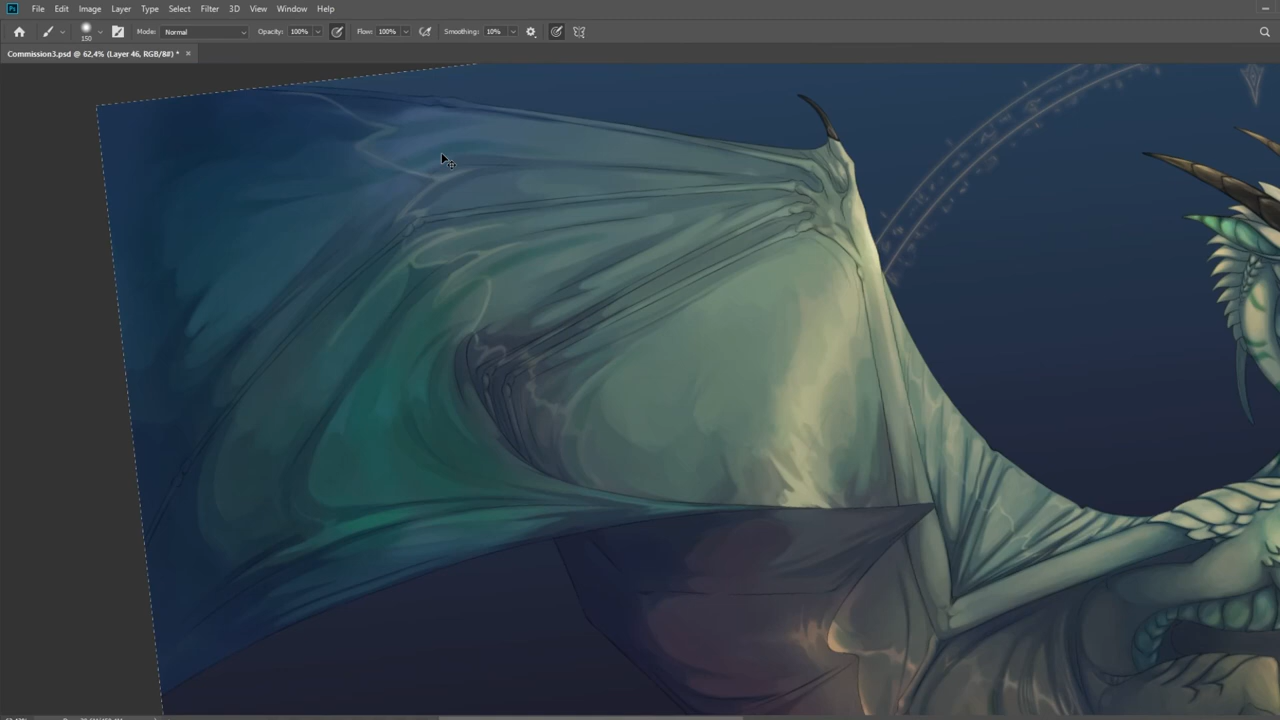 Ps File Edit Image Layer Type Select Filter 3D View Window Help
150 Mode: Normal Opacity: 100% Flow: 100% Smoothing: 10%
Commission3.psd @ 62,4% (Layer 46, RGB/8#) * ×